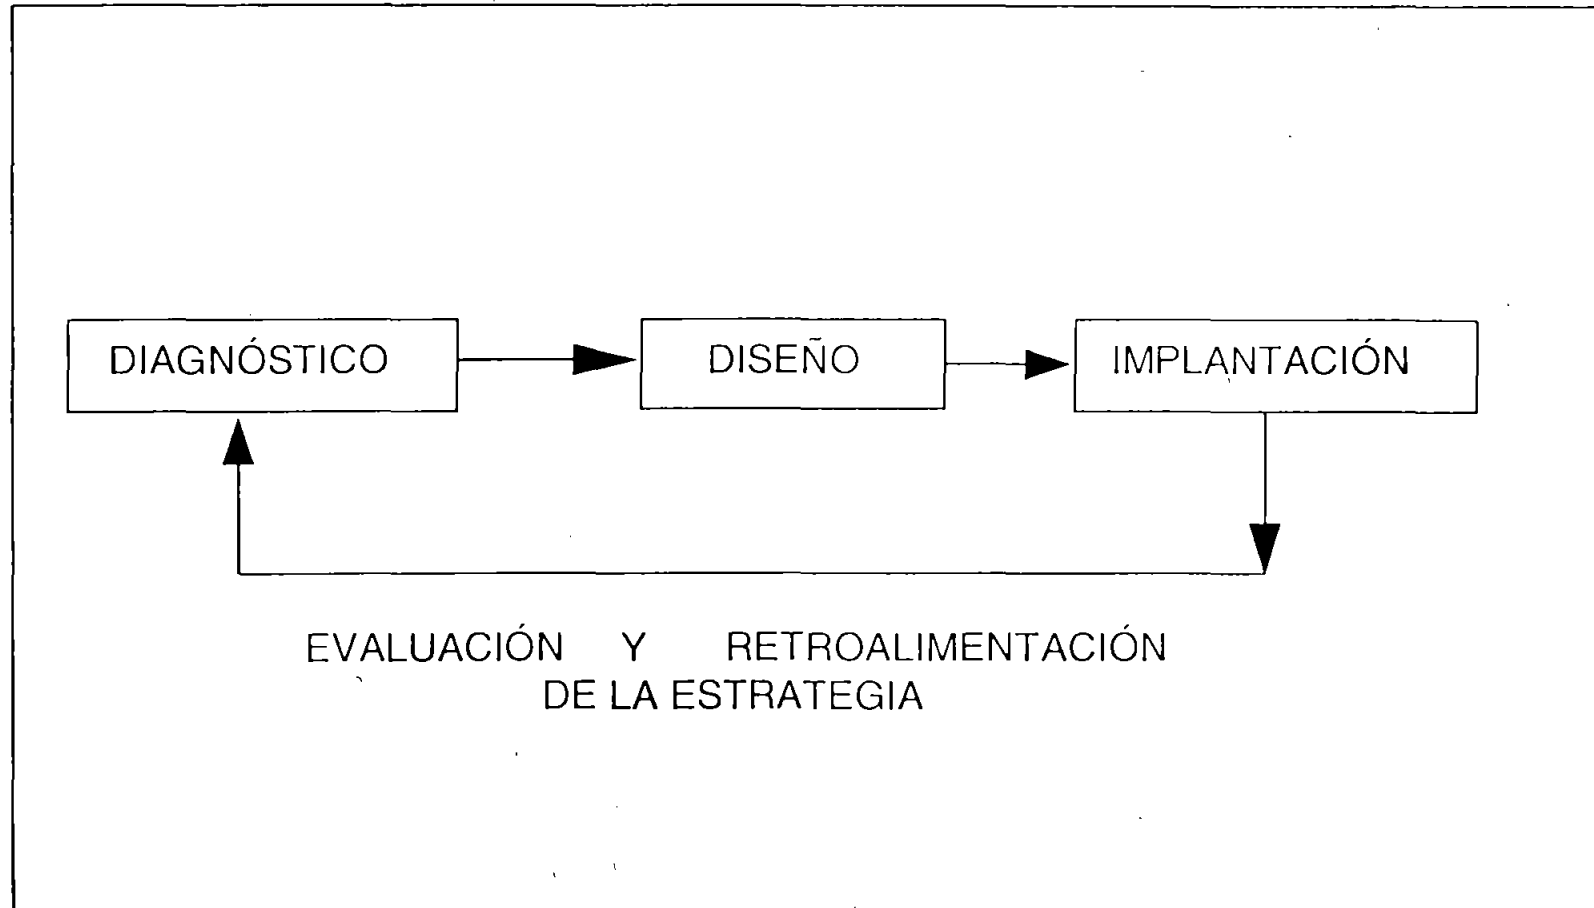 DIAGNÓSTICO
DISEÑO
IMPLANTACIÓN
EVALUACIÓN Y RETROALIMENTACIÓN
DE LA ESTRATEGIA